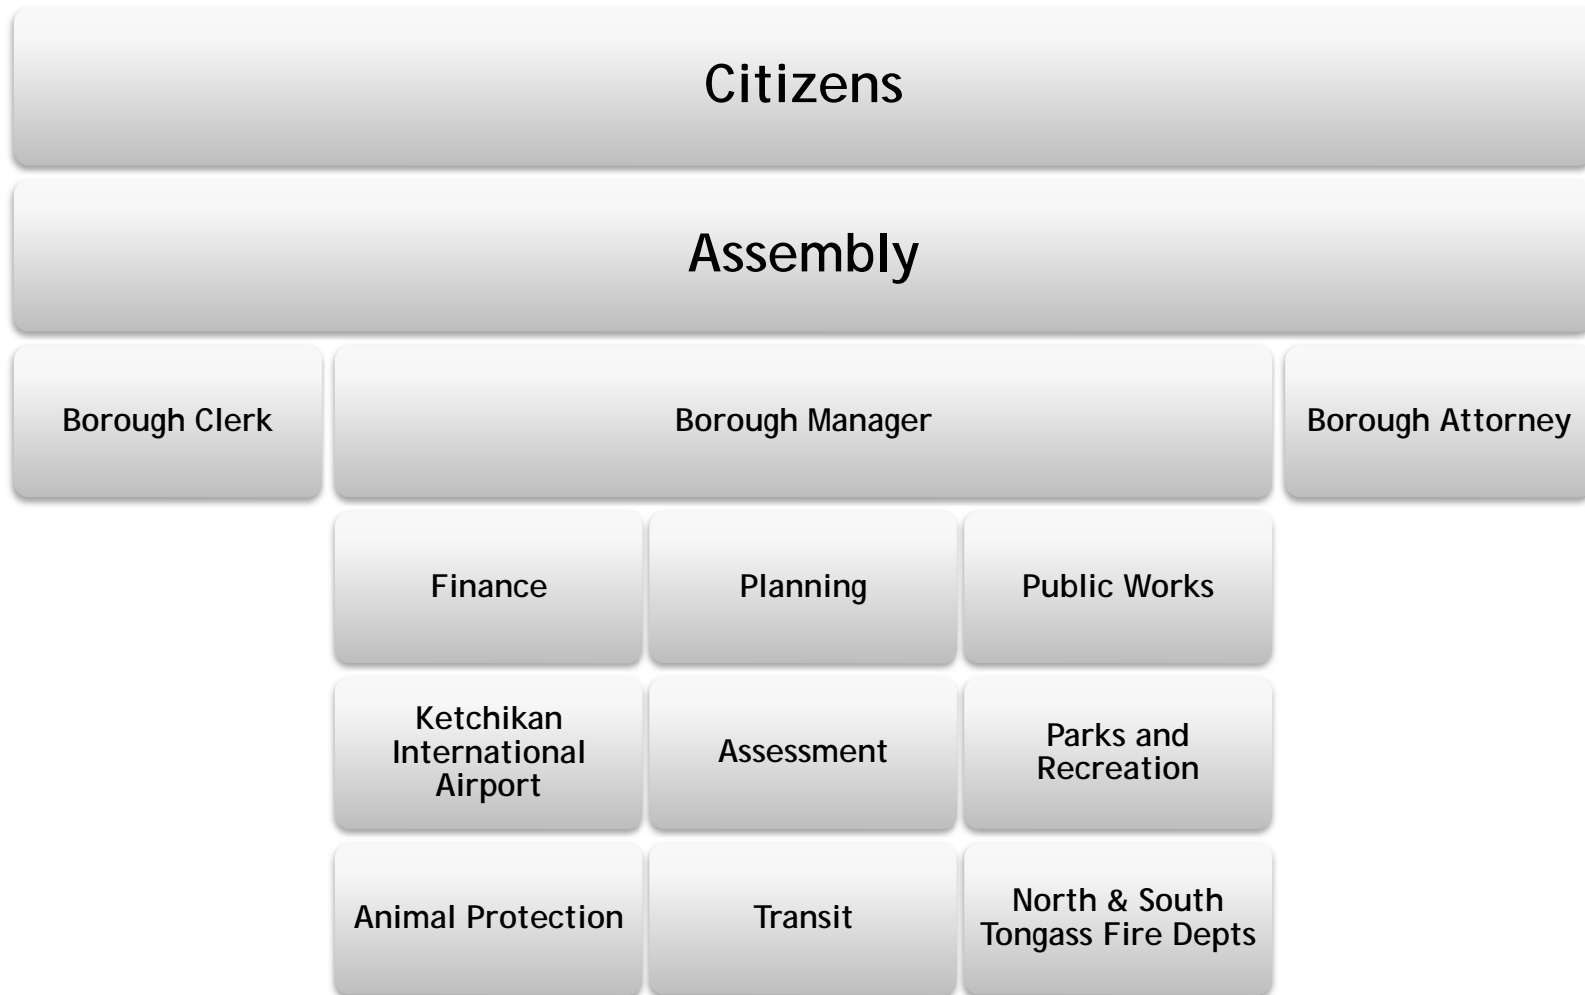 Citizens
Assembly
Borough Clerk
Borough Manager
Borough Attorney
Finance
Planning
Public Works
Ketchikan
International
Airport
Assessment
Parks and
Recreation
Animal Protection
Transit
North & South
Tongass Fire Depts